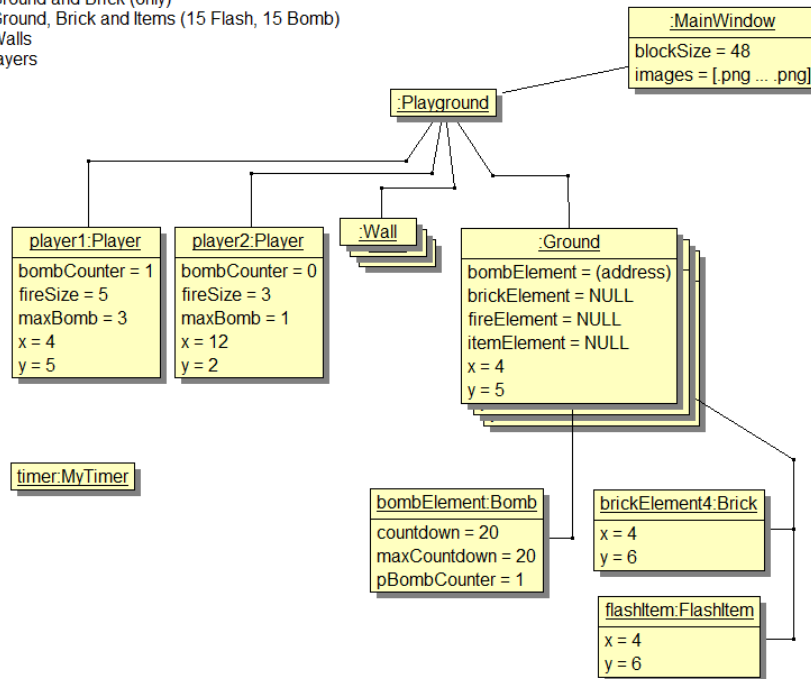 Ground and Brick (only)
Ground, Brick and Items (15 Flash, 15 Bomb)
Walls
ayers
:MainWindow
blockSize = 48
images = [.png ... .png]
:Playground
player1:Player
bombCounter = 1
fireSize = 5
maxBomb = 3
x = 4
y = 5
player2:Player
bombCounter = 0
fireSize = 3
maxBomb = 1
x = 12
y = 2
:Wall
:Ground
bombElement = (address)
brickElement = NULL
fireElement = NULL
itemElement = NULL
x = 4
y = 5
timer:MyTimer
bombElement:Bomb
countdown = 20
maxCountdown = 20
pBombCounter = 1
brickElement4:Brick
x = 4
y = 6
flashItem:FlashItem
x = 4
y = 6